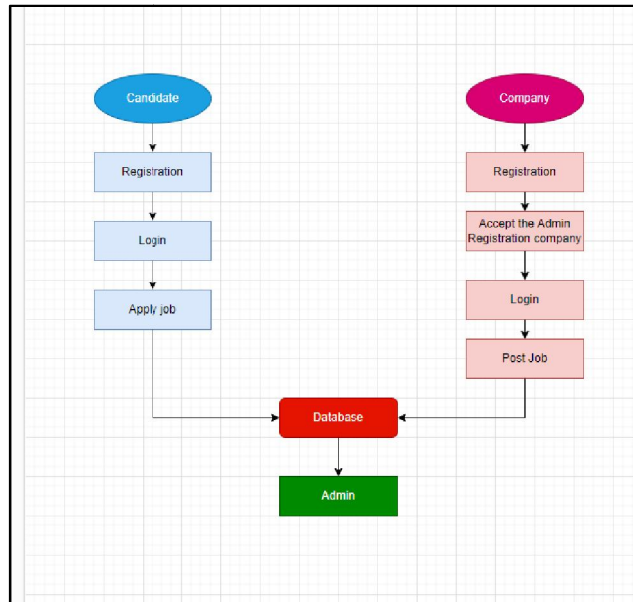 Candidate
Company
Registration
Registration
Accept the Admin
Registration company
Login
Login
Apply job
Post Job
Database
Admin